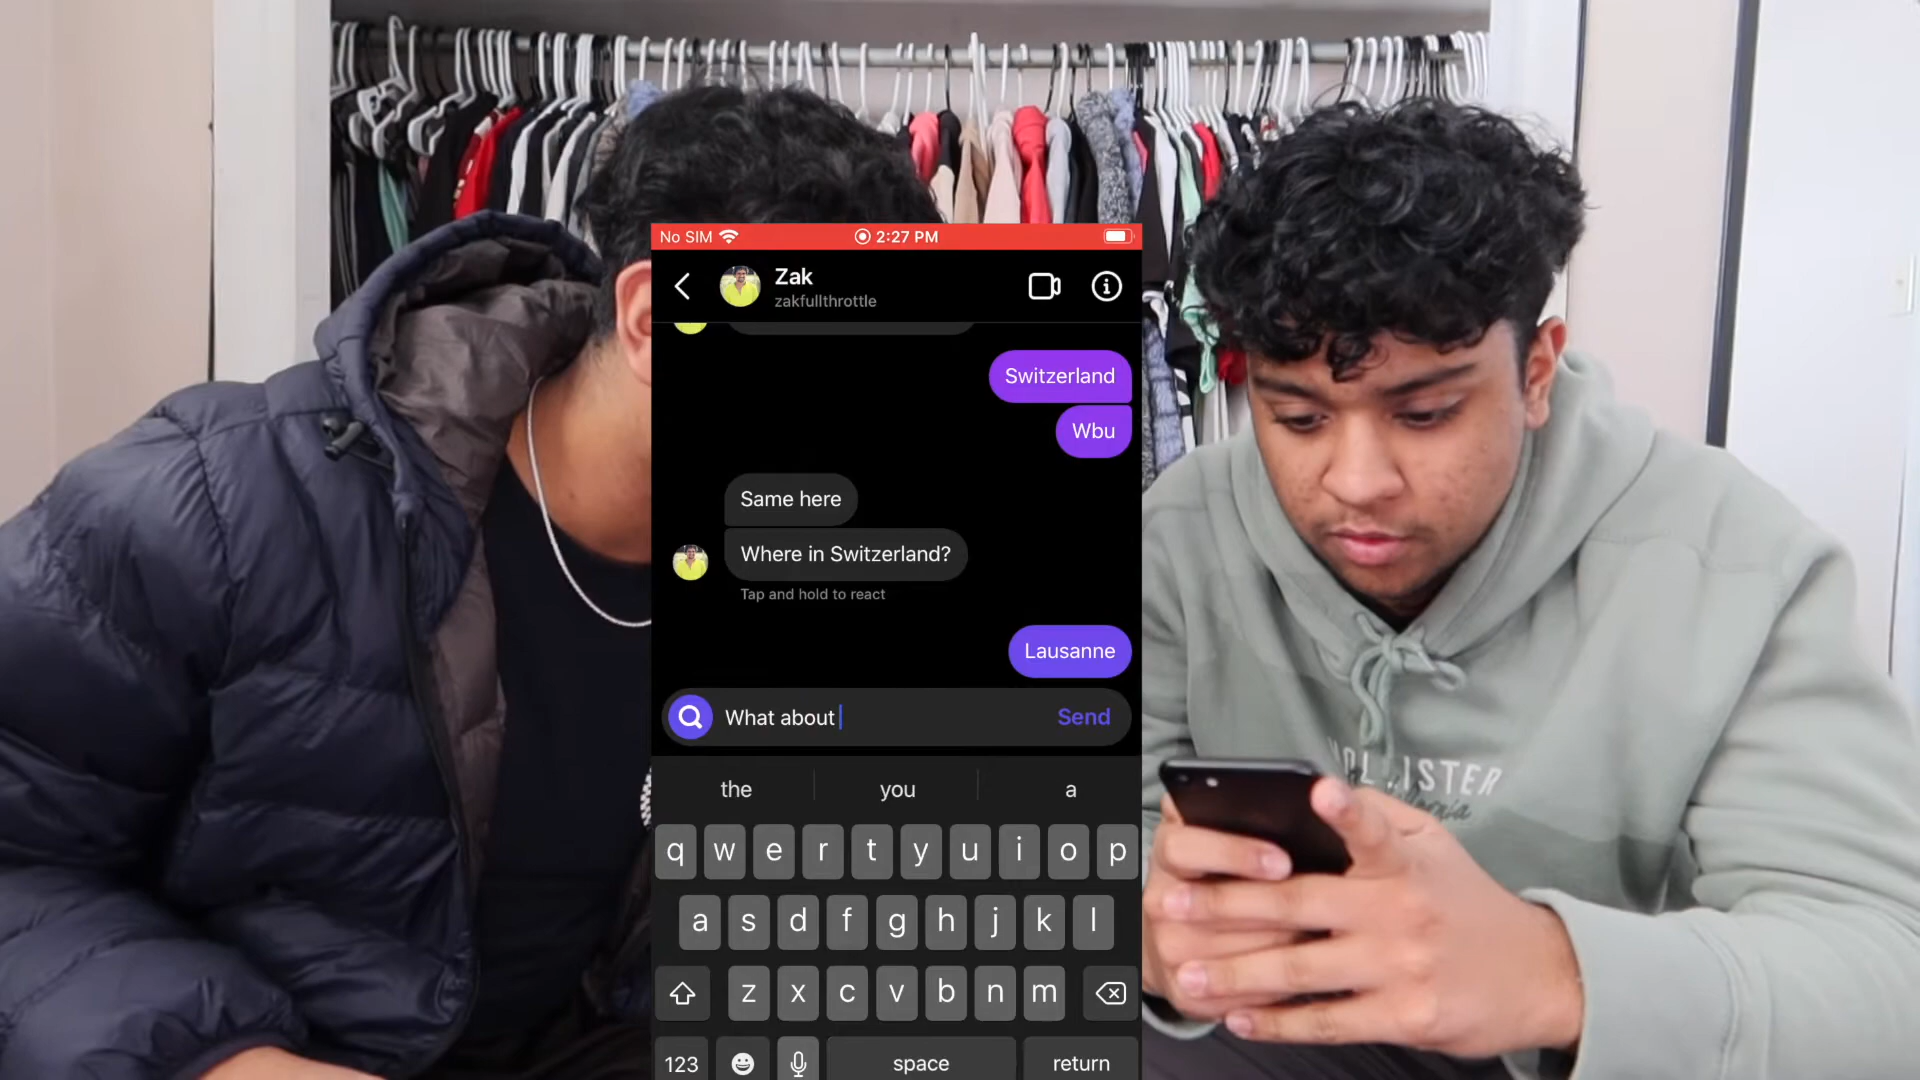 No SIM 2:27 PM
Zak
zakfullthrottle
Switzerland
Wbu
Same here
Where in Switzerland?
Tap and hold to react
Lausanne
What about Send
the you a
q w e r t y u i o p
a s d f g h j k l
z x c v b n m
123 space return